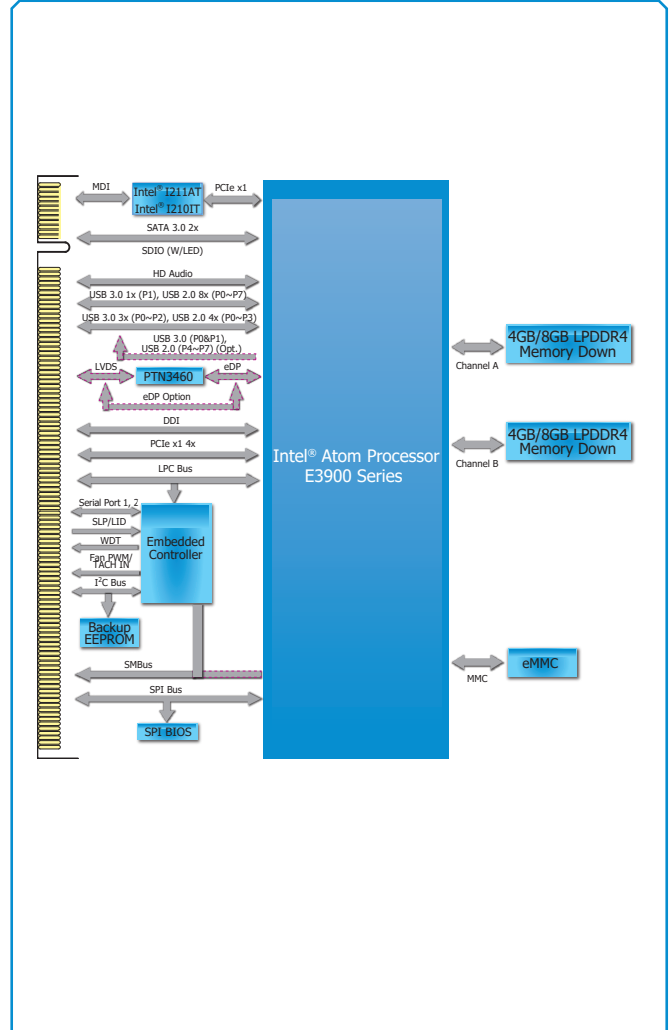 MDI
Intel® I211AT
Intel® I210IT
PCIe x1
SATA 3.0 2x
SDIO (W/LED)
HD Audio
USB 3.0 1x (P1), USB 2.0 8x (P0~P7)
USB 3.0 3x (P0~P2), USB 2.0 4x (P0~P3)
USB 3.0 (P0&P1),
USB 2.0 (P4~P7) (Opt.)
LVDS
PTN3460
eDP
eDP Option
DDI
PCIe x1 4x
LPC Bus
Serial Port 1, 2
SLP/LID
WDT
Fan PWM/
TACH IN
I²C Bus
Embedded
Controller
Backup
EEPROM
SMBus
SPI Bus
SPI BIOS
Intel® Atom Processor
E3900 Series
4GB/8GB LPDDR4
Memory Down
Channel A
4GB/8GB LPDDR4
Memory Down
Channel B
eMMC
MMC